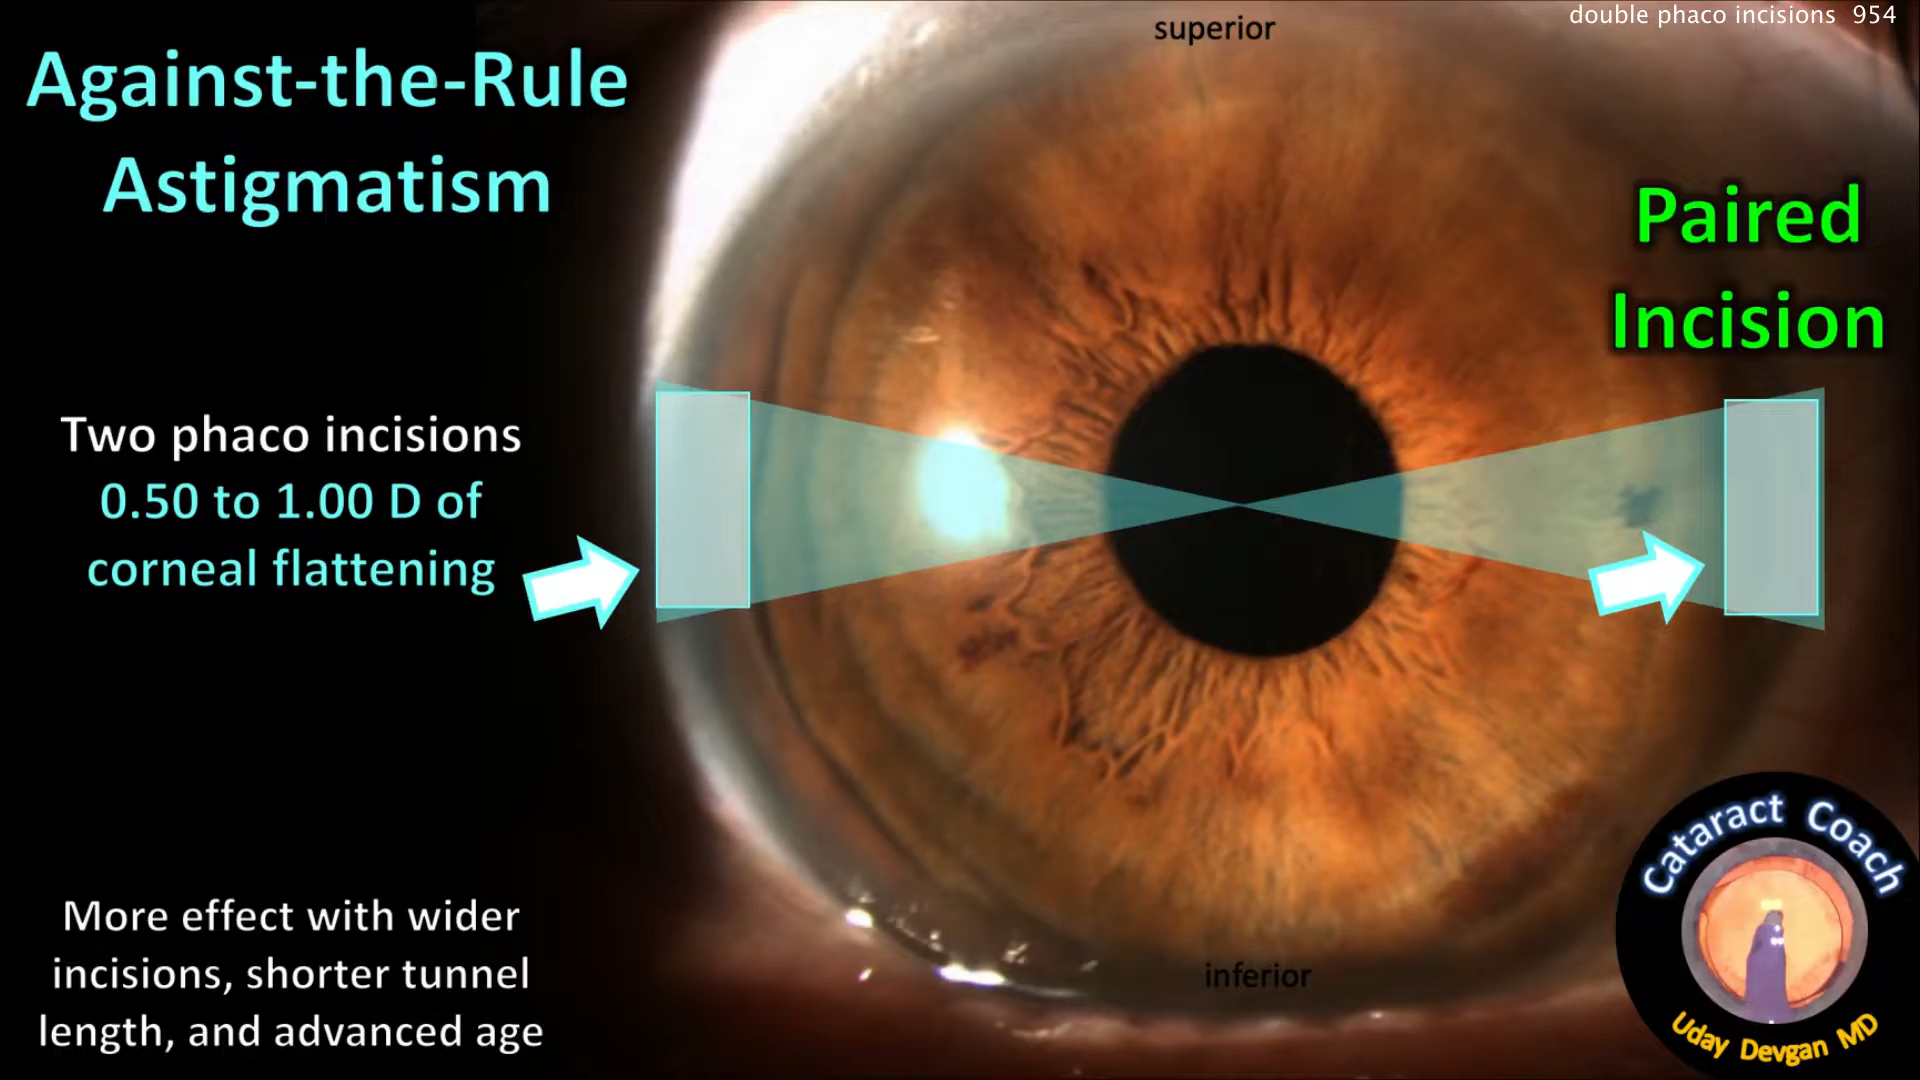 double phaco incisions 954
superior
Against-the-Rule
Astigmatism
Paired
Incision
Two phaco incisions
0.50 to 1.00 D of
corneal flattening
More effect with wider
incisions, shorter tunnel
length, and advanced age
inferior
Cataract Coach
Uday Devgan MD